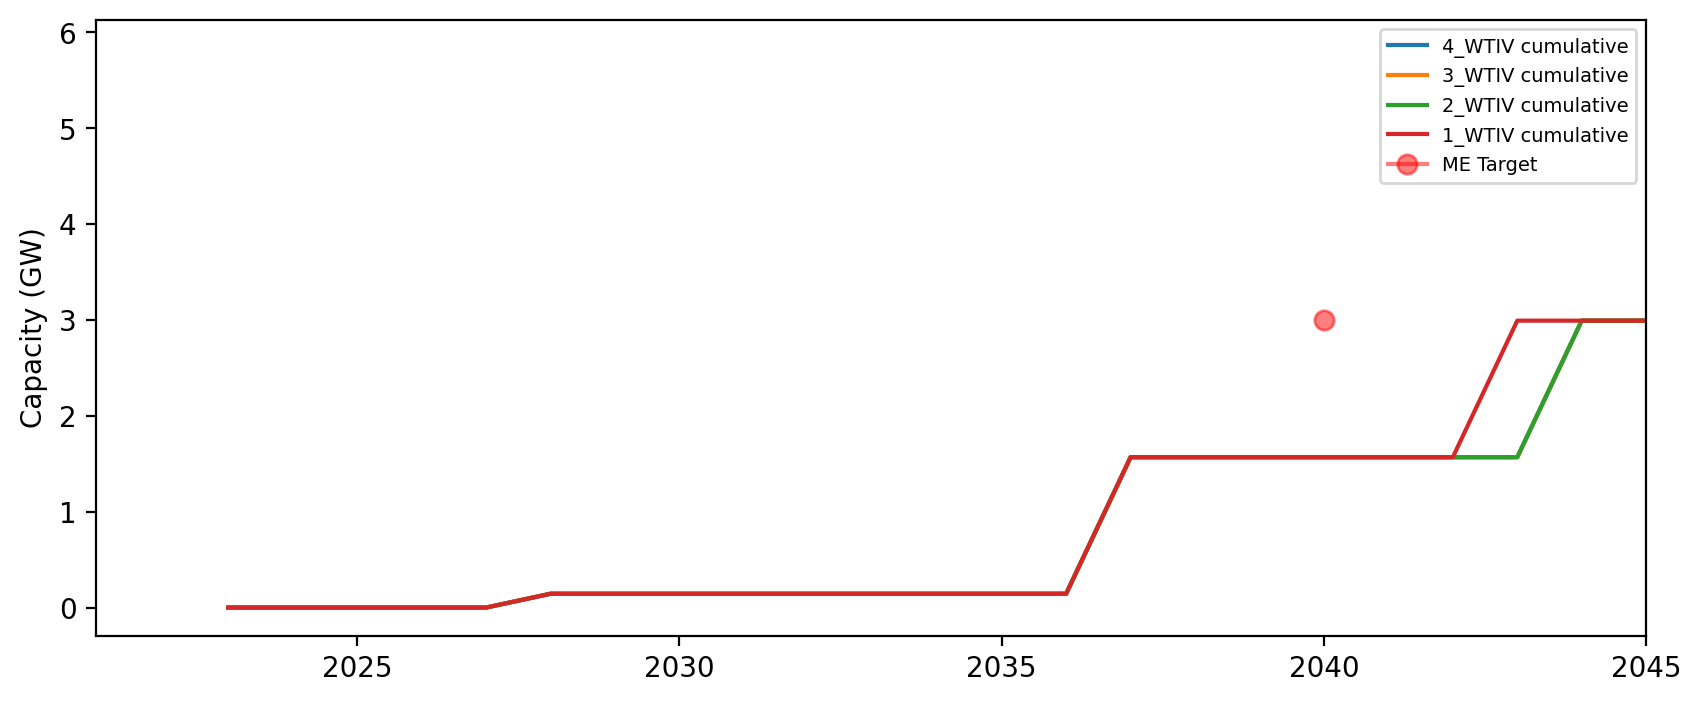 6
5
4
3
2
1
0
Capacity (GW)
4_WTIV cumulative
3_WTIV cumulative
2_WTIV cumulative
1_WTIV cumulative
ME Target
2025 2030 2035 2040 2045